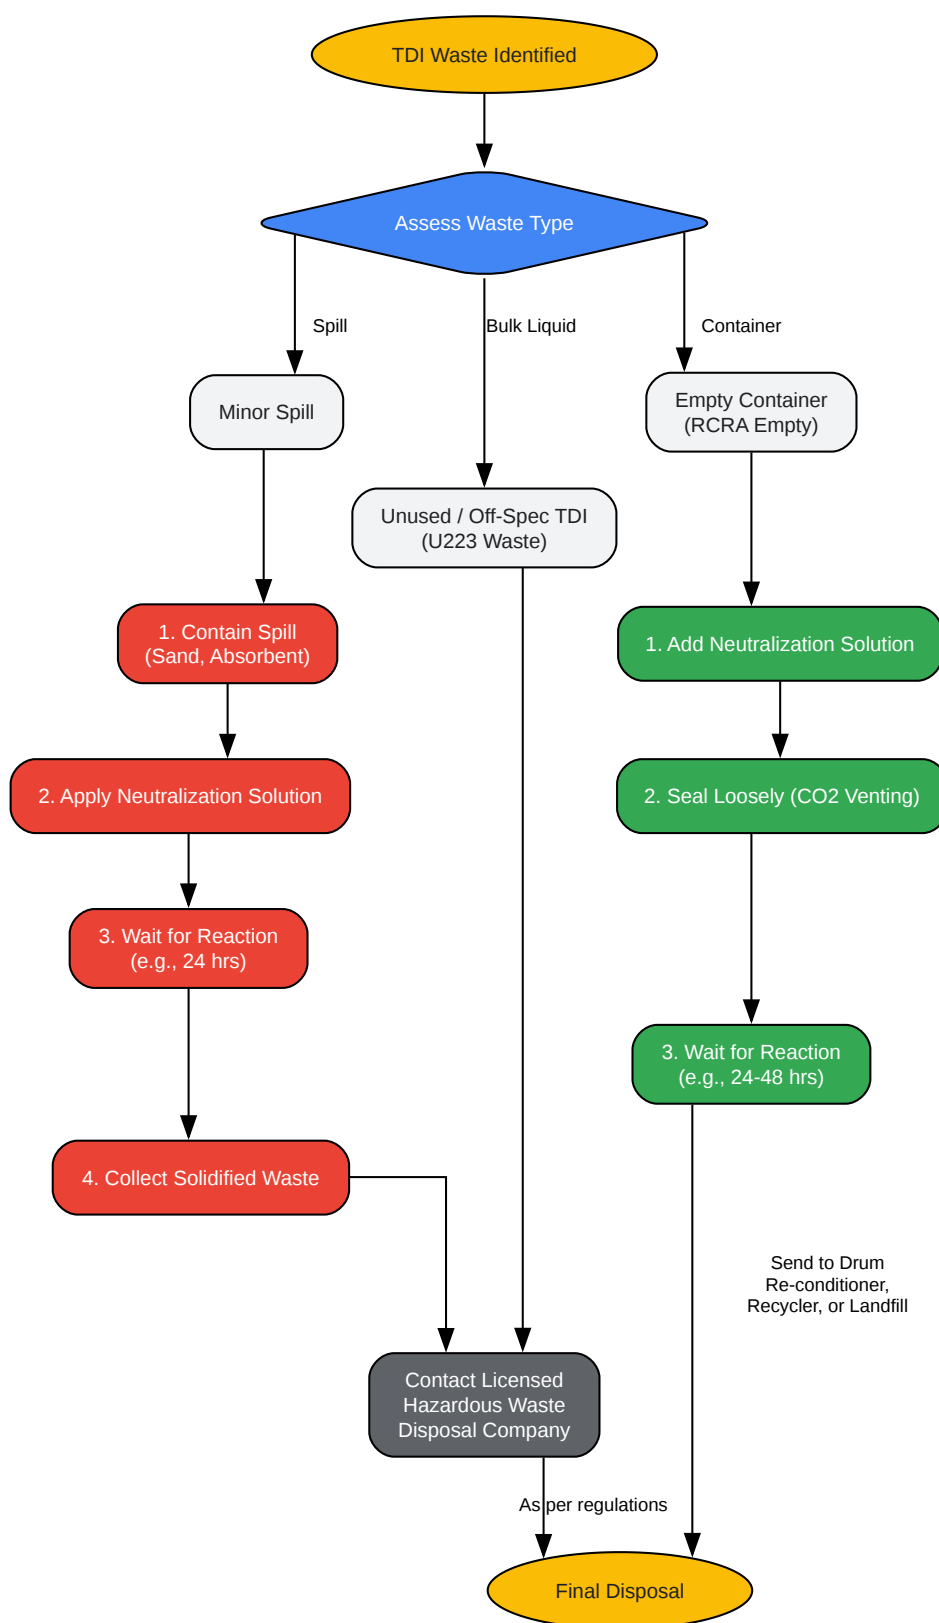 TDI Waste Identified
Assess Waste Type
Spill
Bulk Liquid
Container
Minor Spill
Empty Container
(RCRA Empty)
Unused / Off-Spec TDI
(U223 Waste)
1. Contain Spill
(Sand, Absorbent)
1. Add Neutralization Solution
2. Apply Neutralization Solution
2. Seal Loosely (CO2 Venting)
3. Wait for Reaction
(e.g., 24 hrs)
3. Wait for Reaction
(e.g., 24-48 hrs)
4. Collect Solidified Waste
Send to Drum
Re-conditioner,
Recycler, or Landfill
Contact Licensed
Hazardous Waste
Disposal Company
As per regulations
Final Disposal